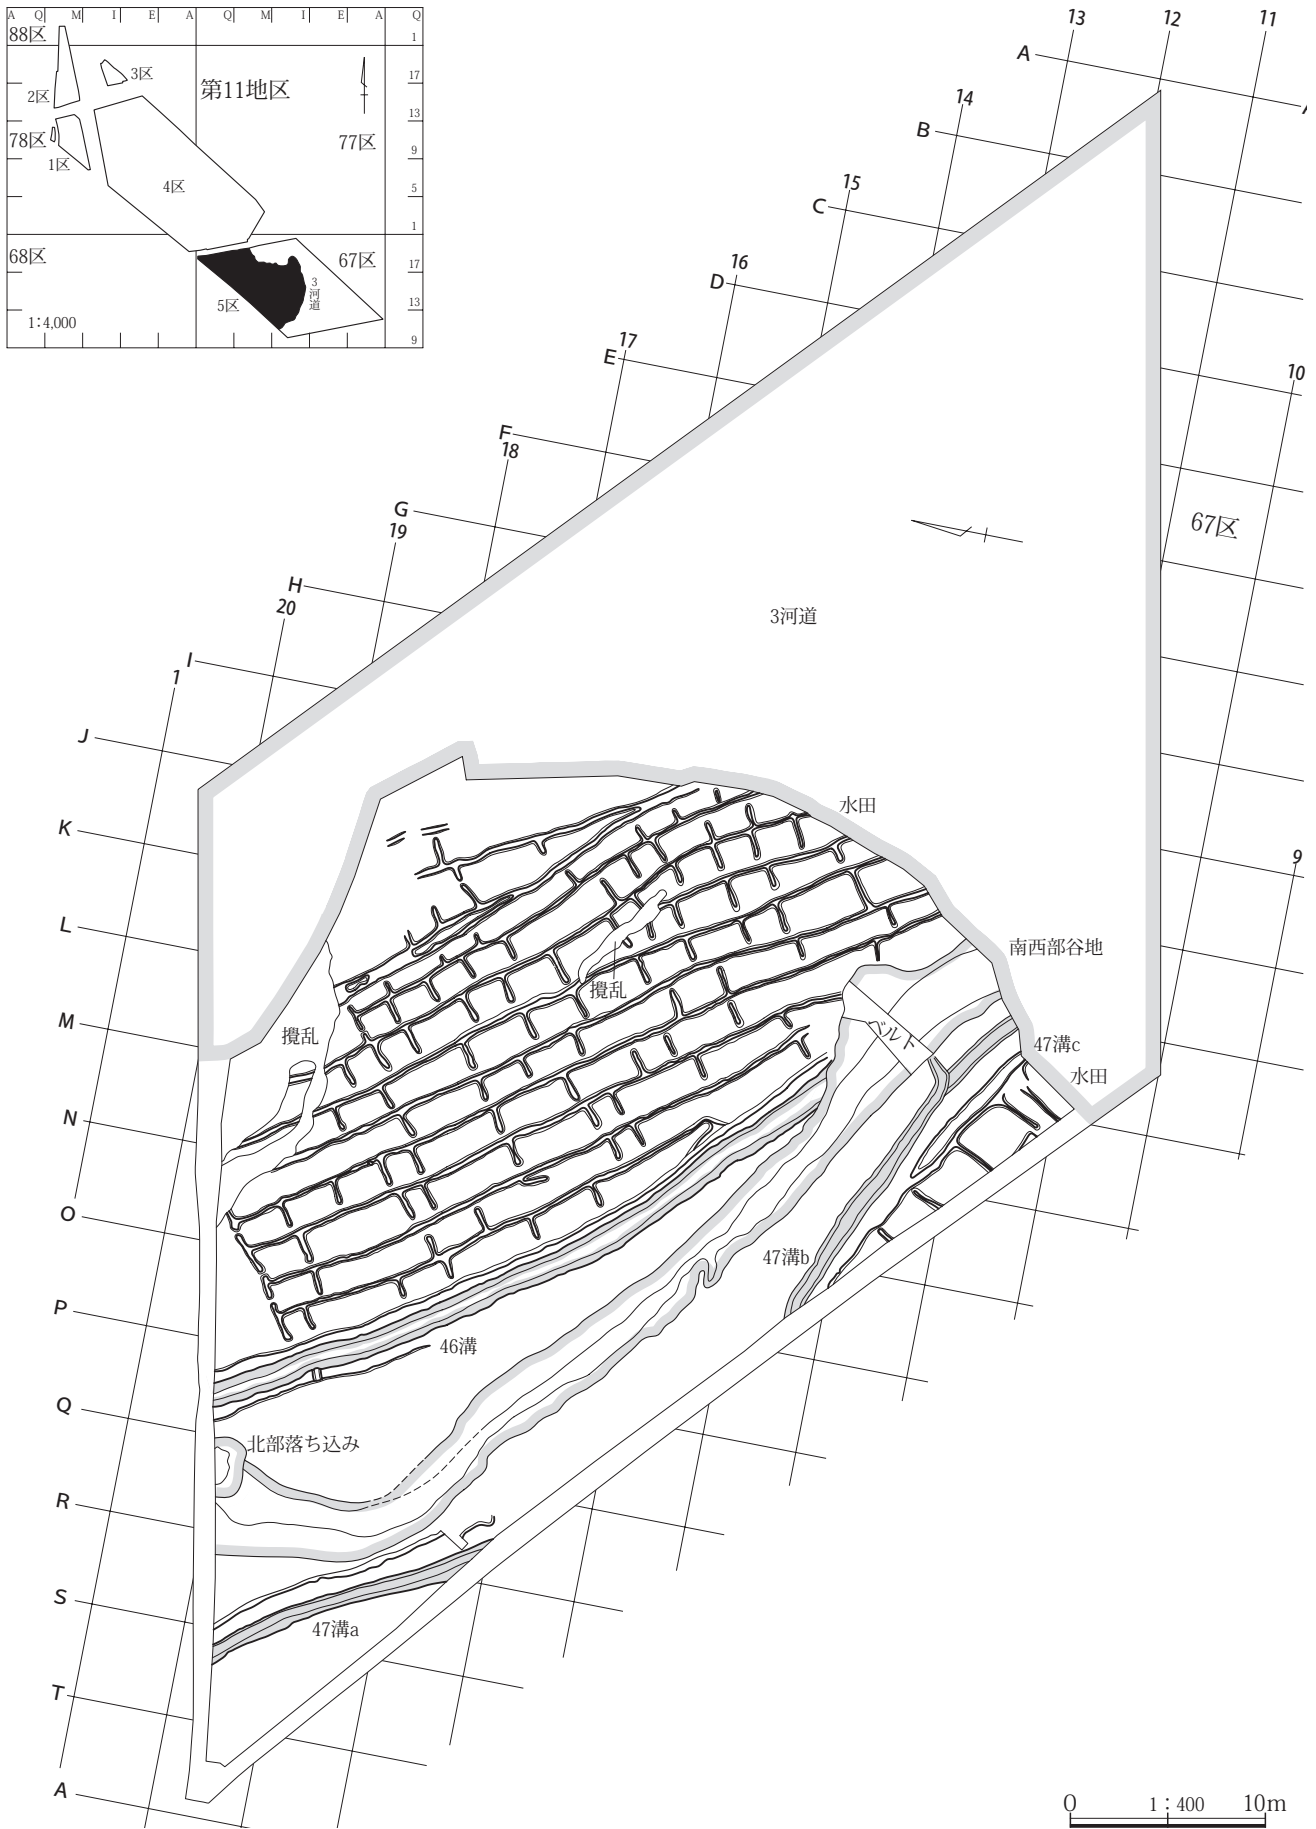 A Q M I E A Q M I E A Q
88区
1
3区
17
第11地区
2区
13
78区
77区
9
1区
4区
5
1
68区
67区
17
3河道
5区
13
1:4,000
9
13
12
11
A
14
B
15
C
16
D
17
E
10
F
18
G
19
67区
H
20
3河道
I
1
J
K
水田
9
L
南西部谷地
攪乱
M
攪乱
ベルト
47溝c
水田
N
O
47溝b
P
46溝
Q
北部落ち込み
R
S
47溝a
T
A
0 1:400 10m